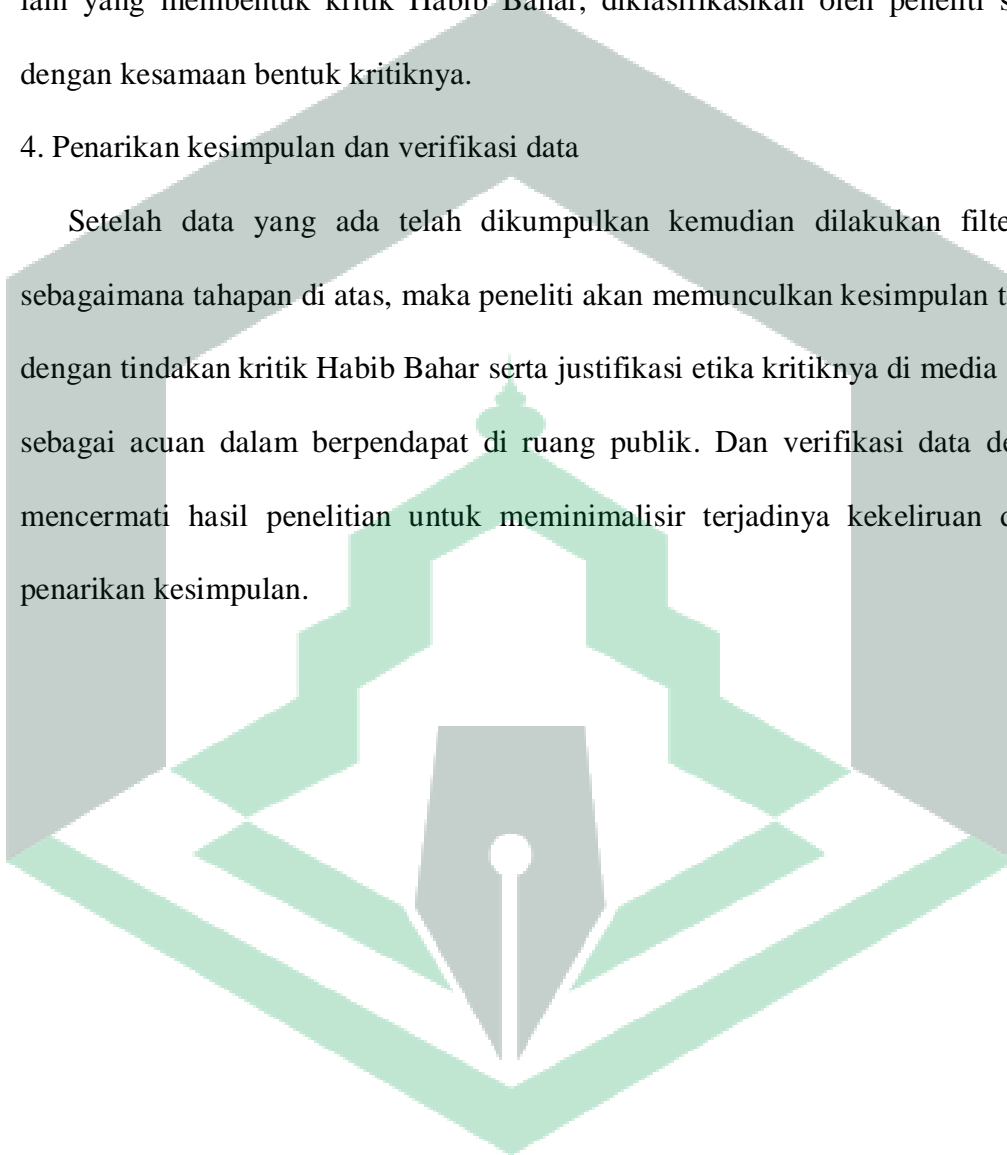 lain yang membentuk kritik Habib Bahar, diklasifikasikan oleh peneliti s
dengan kesamaan bentuk kritiknya.
4. Penarikan kesimpulan dan verifikasi data
Setelah data yang ada telah dikumpulkan kemudian dilakukan filte
sebagaimana tahapan di atas, maka peneliti akan memunculkan kesimpulan t
dengan tindakan kritik Habib Bahar serta justifikasi etika kritiknya di media
sebagai acuan dalam berpendapat di ruang publik. Dan verifikasi data de
mencermati hasil penelitian untuk meminimalisir terjadinya kekeliruan d
penarikan kesimpulan.